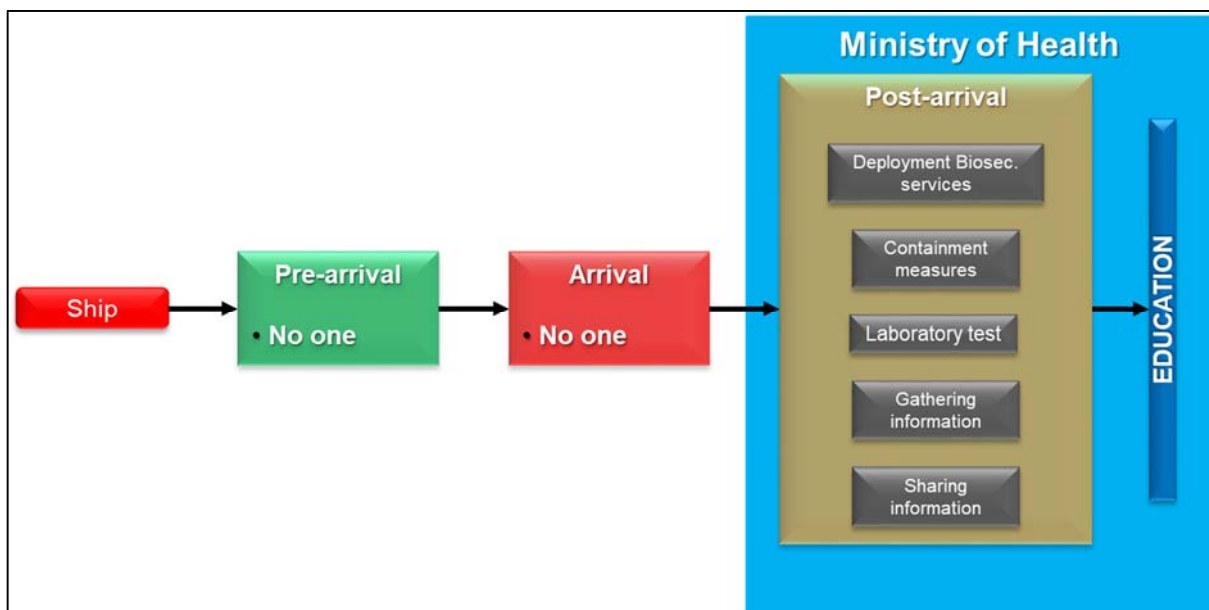 Ministry of Health
Post-arrival
Deployment Biosec.
services
Containment
measures
Pre-arrival
Arrival
Ship
• No one
• No one
Laboratory test
Gathering
information
Sharing
information
EDUCATION